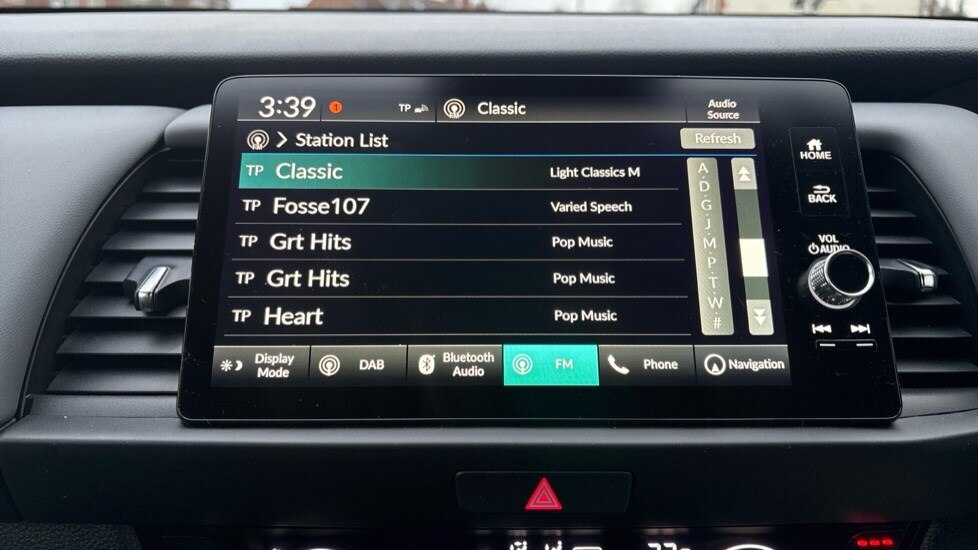 3:39 1 TP Classic Audio Source
FM > Station List Refresh
TP Classic Light Classics M
TP Fosse107 Varied Speech
TP Grt Hits Pop Music
TP Grt Hits Pop Music
TP Heart Pop Music
A
D
G
J
M
P
T
W
#
Display Mode
DAB
Bluetooth Audio
FM
Phone
Navigation
HOME
BACK
VOL
AUDIO